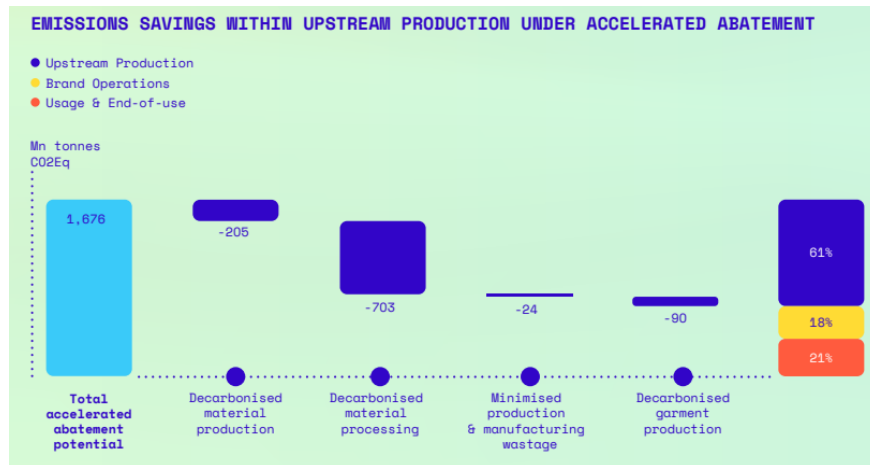 EMISSIONS SAVINGS WITHIN UPSTREAM PRODUCTION UNDER ACCELERATED ABATEMENT
Upstream Production
Brand Operations
Usage & End-of-use
Mn tonnes
CO2Eq
1,676
-205
-703
-24
-90
61%
18%
21%
Total
accelerated
abatement
potential
Decarbonised
material
production
Decarbonised
material
processing
Minimised
production
& manufacturing
wastage
Decarbonised
garment
production